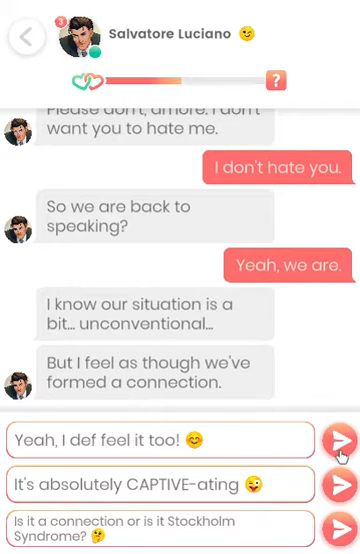 3
Salvatore Luciano 😉
?
Please don't, amore. I don't
want you to hate me.
I don't hate you.
So we are back to
speaking?
Yeah, we are.
I know our situation is a
bit... unconventional...
But I feel as though we've
formed a connection.
Yeah, I def feel it too! 😊
It's absolutely CAPTIVE-ating 😜
Is it a connection or is it Stockholm
Syndrome? 🤔